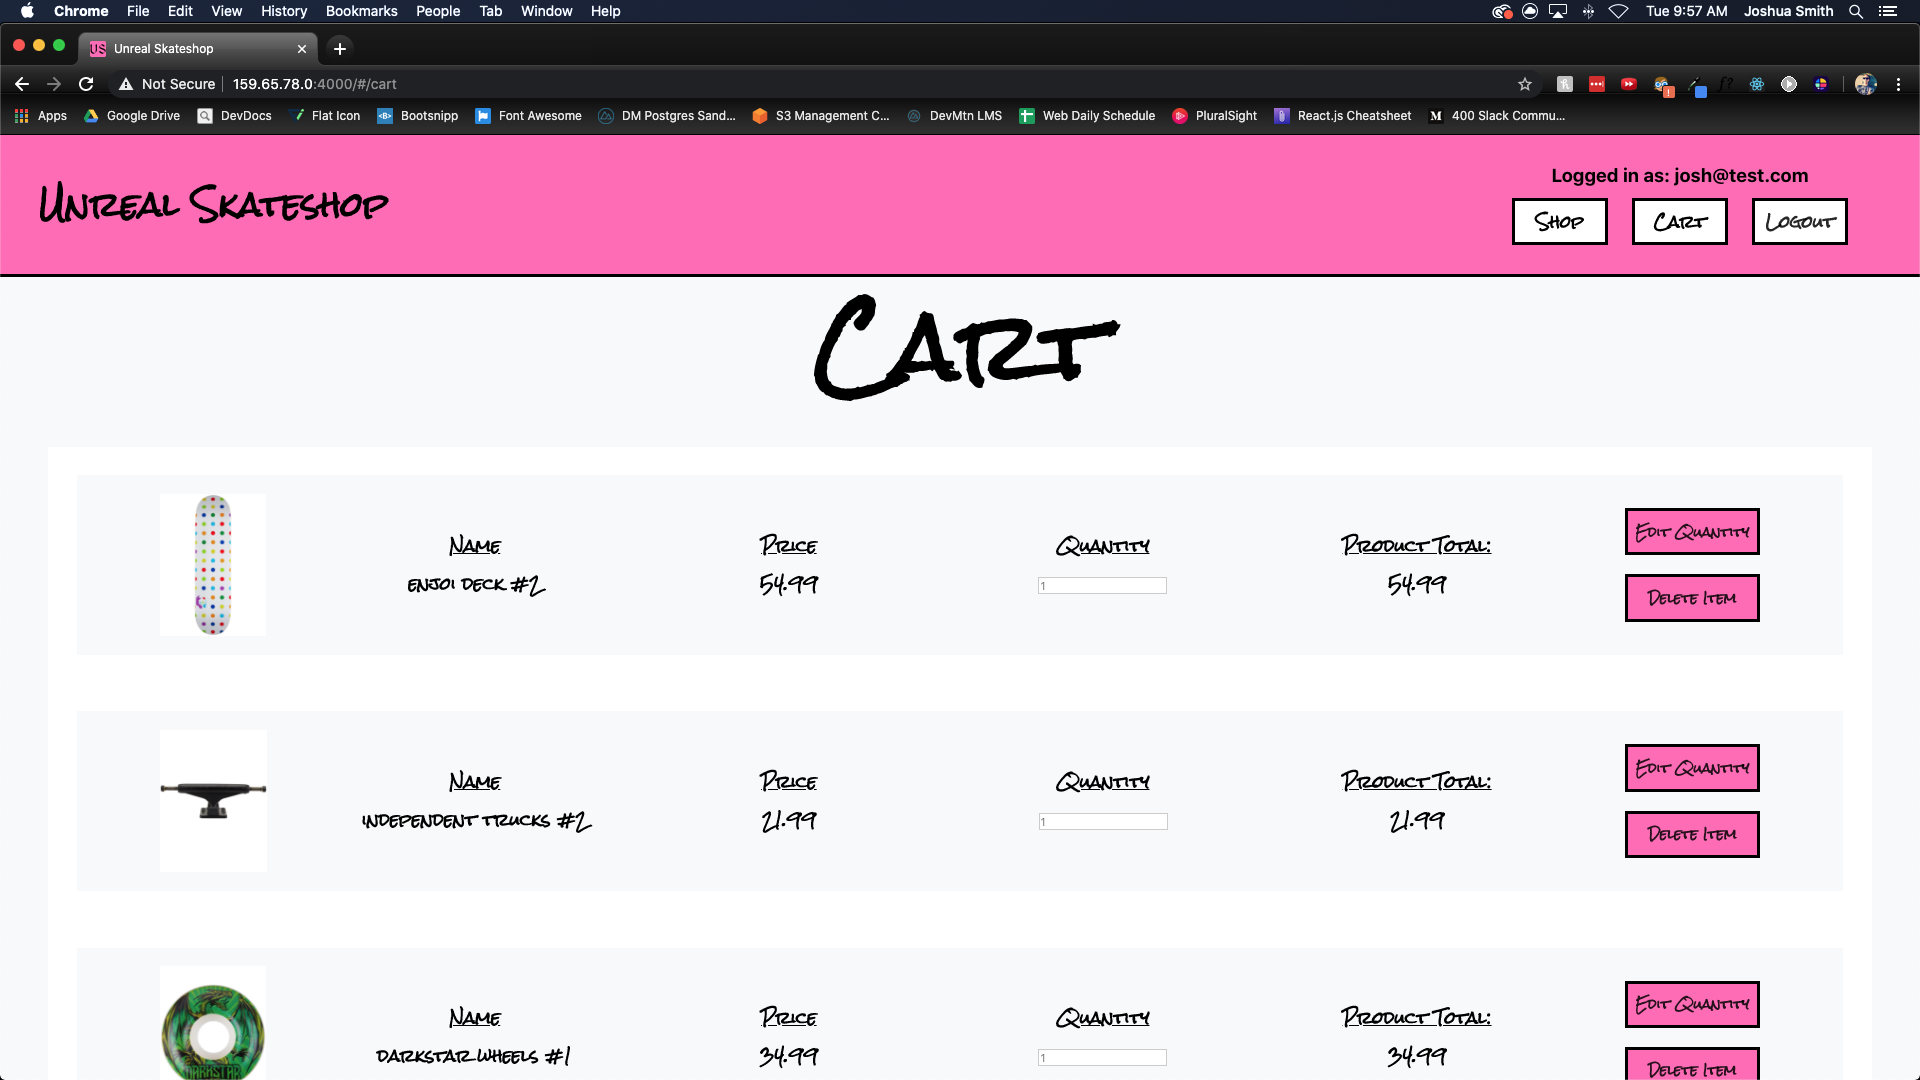 Chrome File Edit View History Bookmarks People Tab Window Help Tue 9:57 AM Joshua Smith
US Unreal Skateshop
Not Secure 159.65.78.0:4000/#/cart
Apps Google Drive DevDocs Flat Icon Bootsnipp Font Awesome DM Postgres Sand... S3 Management C... DevMtn LMS Web Daily Schedule PluralSight React.js Cheatsheet M 400 Slack Commu...
Logged in as: josh@test.com
Unreal Skateshop
Shop Cart Logout
Cart
Name Price Quantity Product Total: Edit Quantity
enjoi deck #2 54.99 1 54.99 Delete Item
Name Price Quantity Product Total: Edit Quantity
independent trucks #2 21.99 1 21.99 Delete Item
Name Price Quantity Product Total: Edit Quantity
darkstar wheels #1 34.99 1 34.99 Delete Item
DARKSTAR